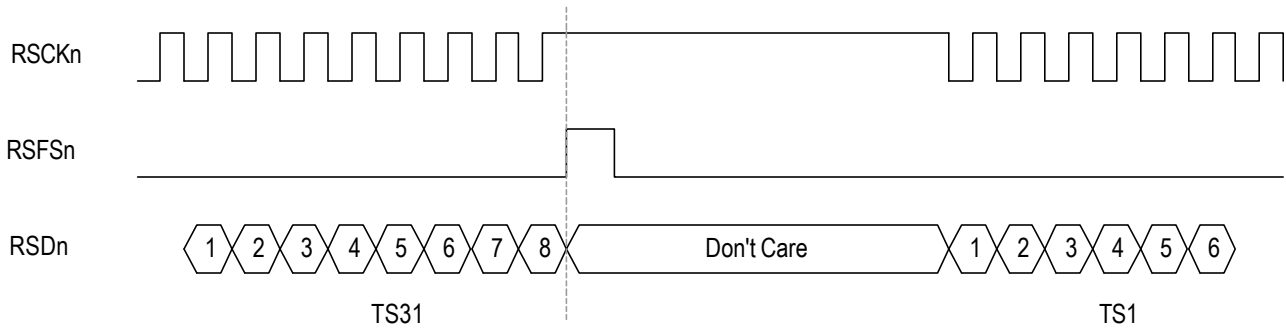 RSCKn
RSFSn
RSDn 1 2 3 4 5 6 7 8 Don't Care 1 2 3 4 5 6
TS31 TS1